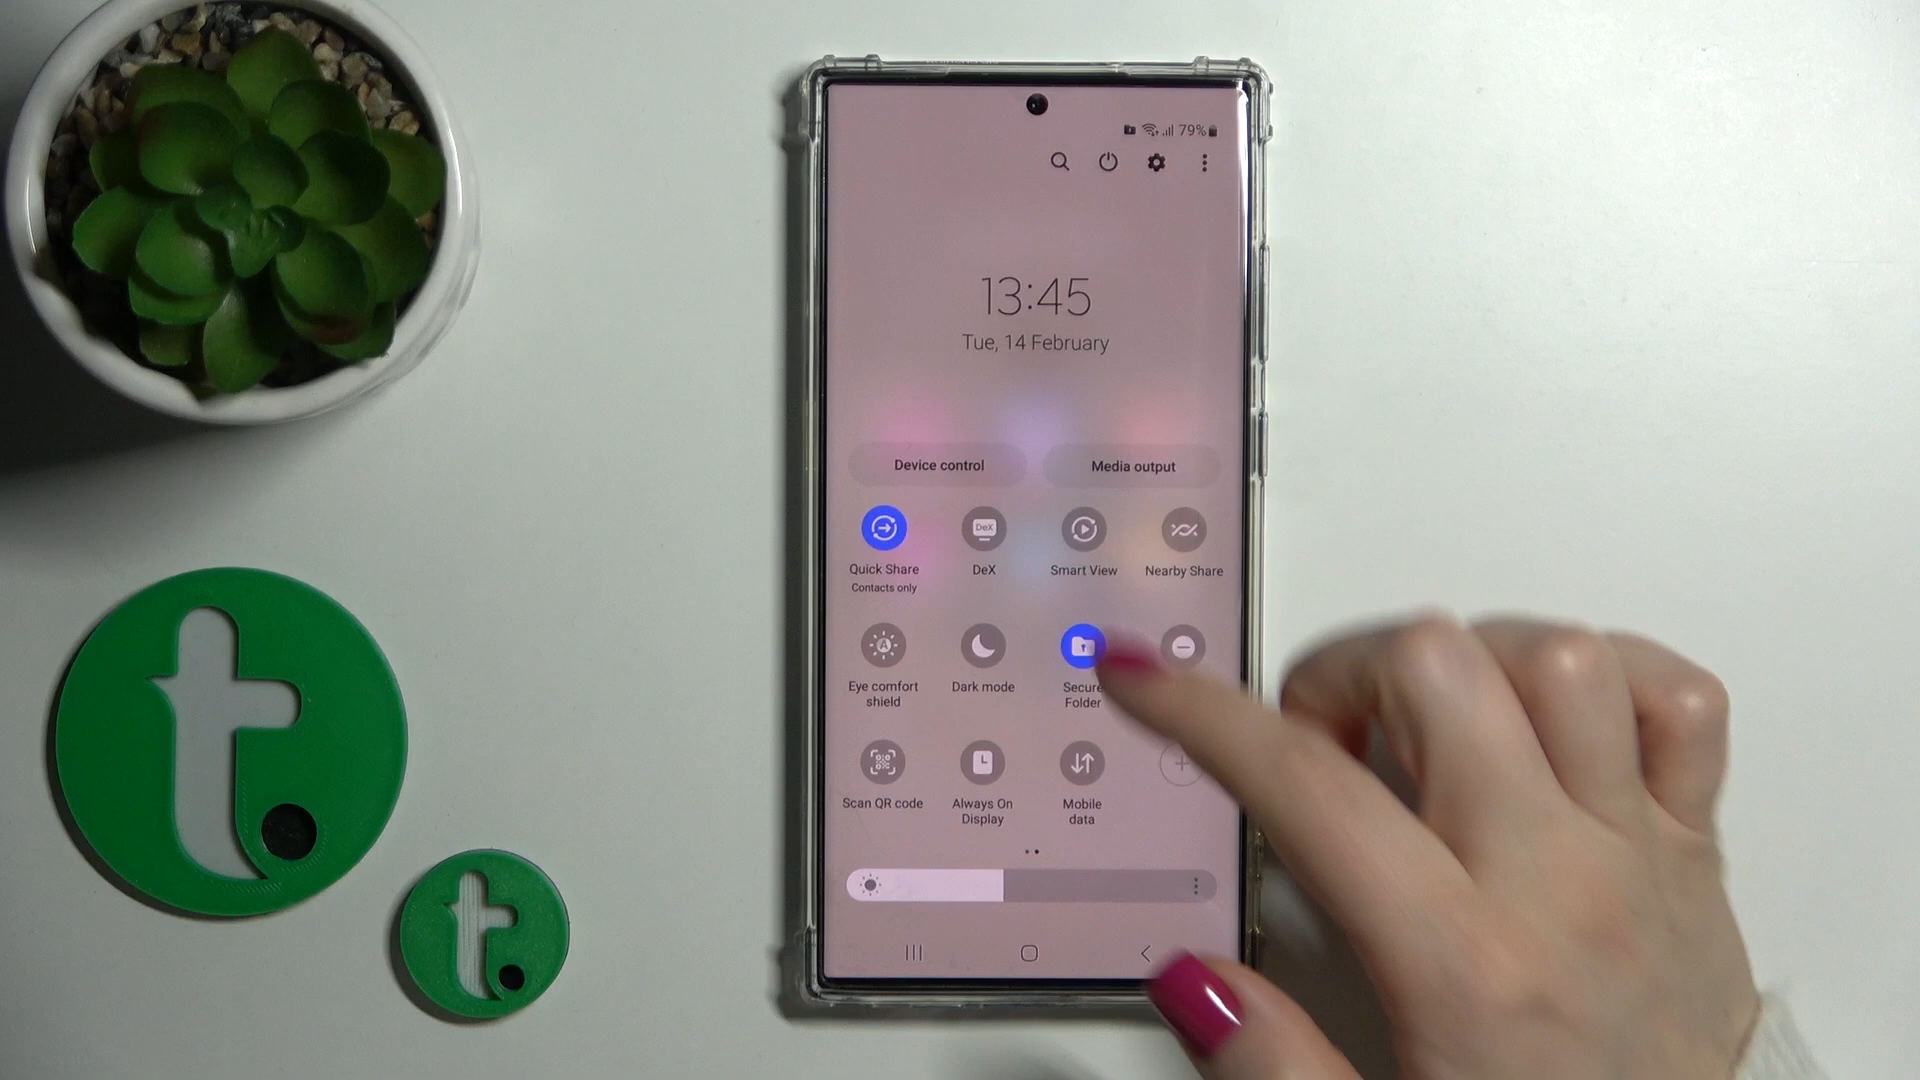 79%
13:45
Tue, 14 February
Device control
Media output
DeX
Quick Share
Contacts only
DeX
Smart View
Nearby Share
Eye comfort
shield
Dark mode
Secure
Folder
Scan QR code
Always On
Display
Mobile
data
t
t